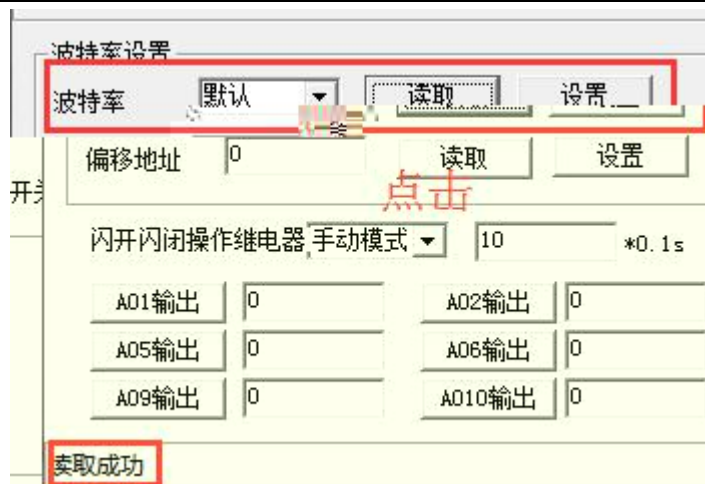 波特率设置
波特率 默认 读取 设置
偏移地址 0 读取 设置
点击
闪开闪闭操作继电器 手动模式 10 *0.1s
A01输出 0 A02输出 0
A05输出 0 A06输出 0
A09输出 0 A010输出 0
读取成功